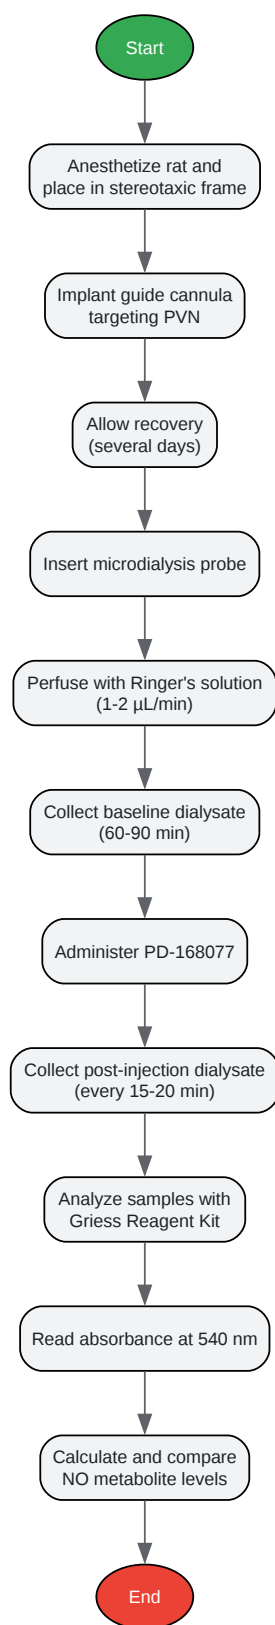 Start
Anesthetize rat and
place in stereotaxic frame
Implant guide cannula
targeting PVN
Allow recovery
(several days)
Insert microdialysis probe
Perfuse with Ringer's solution
(1-2 µL/min)
Collect baseline dialysate
(60-90 min)
Administer PD-168077
Collect post-injection dialysate
(every 15-20 min)
Analyze samples with
Griess Reagent Kit
Read absorbance at 540 nm
Calculate and compare
NO metabolite levels
End